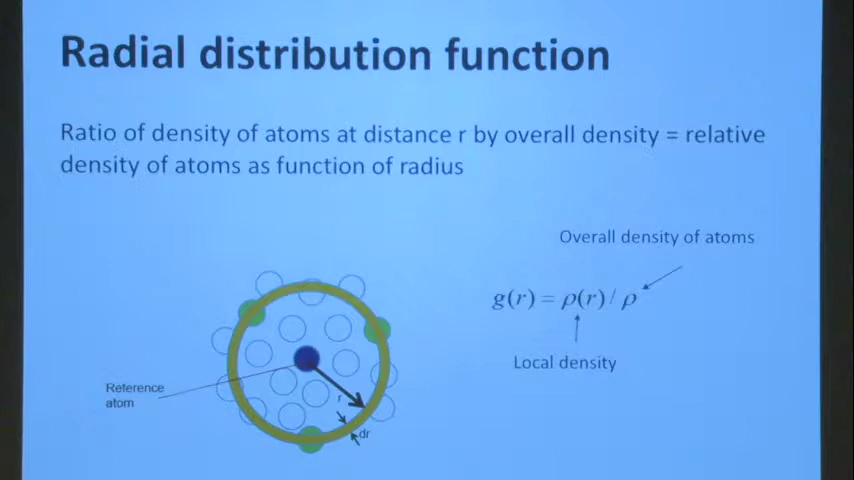 Radial distribution function
Ratio of density of atoms at distance r by overall density = relative
density of atoms as function of radius
Overall density of atoms
g(r) = ρ(r) / ρ
Local density
Reference
atom
r
dr